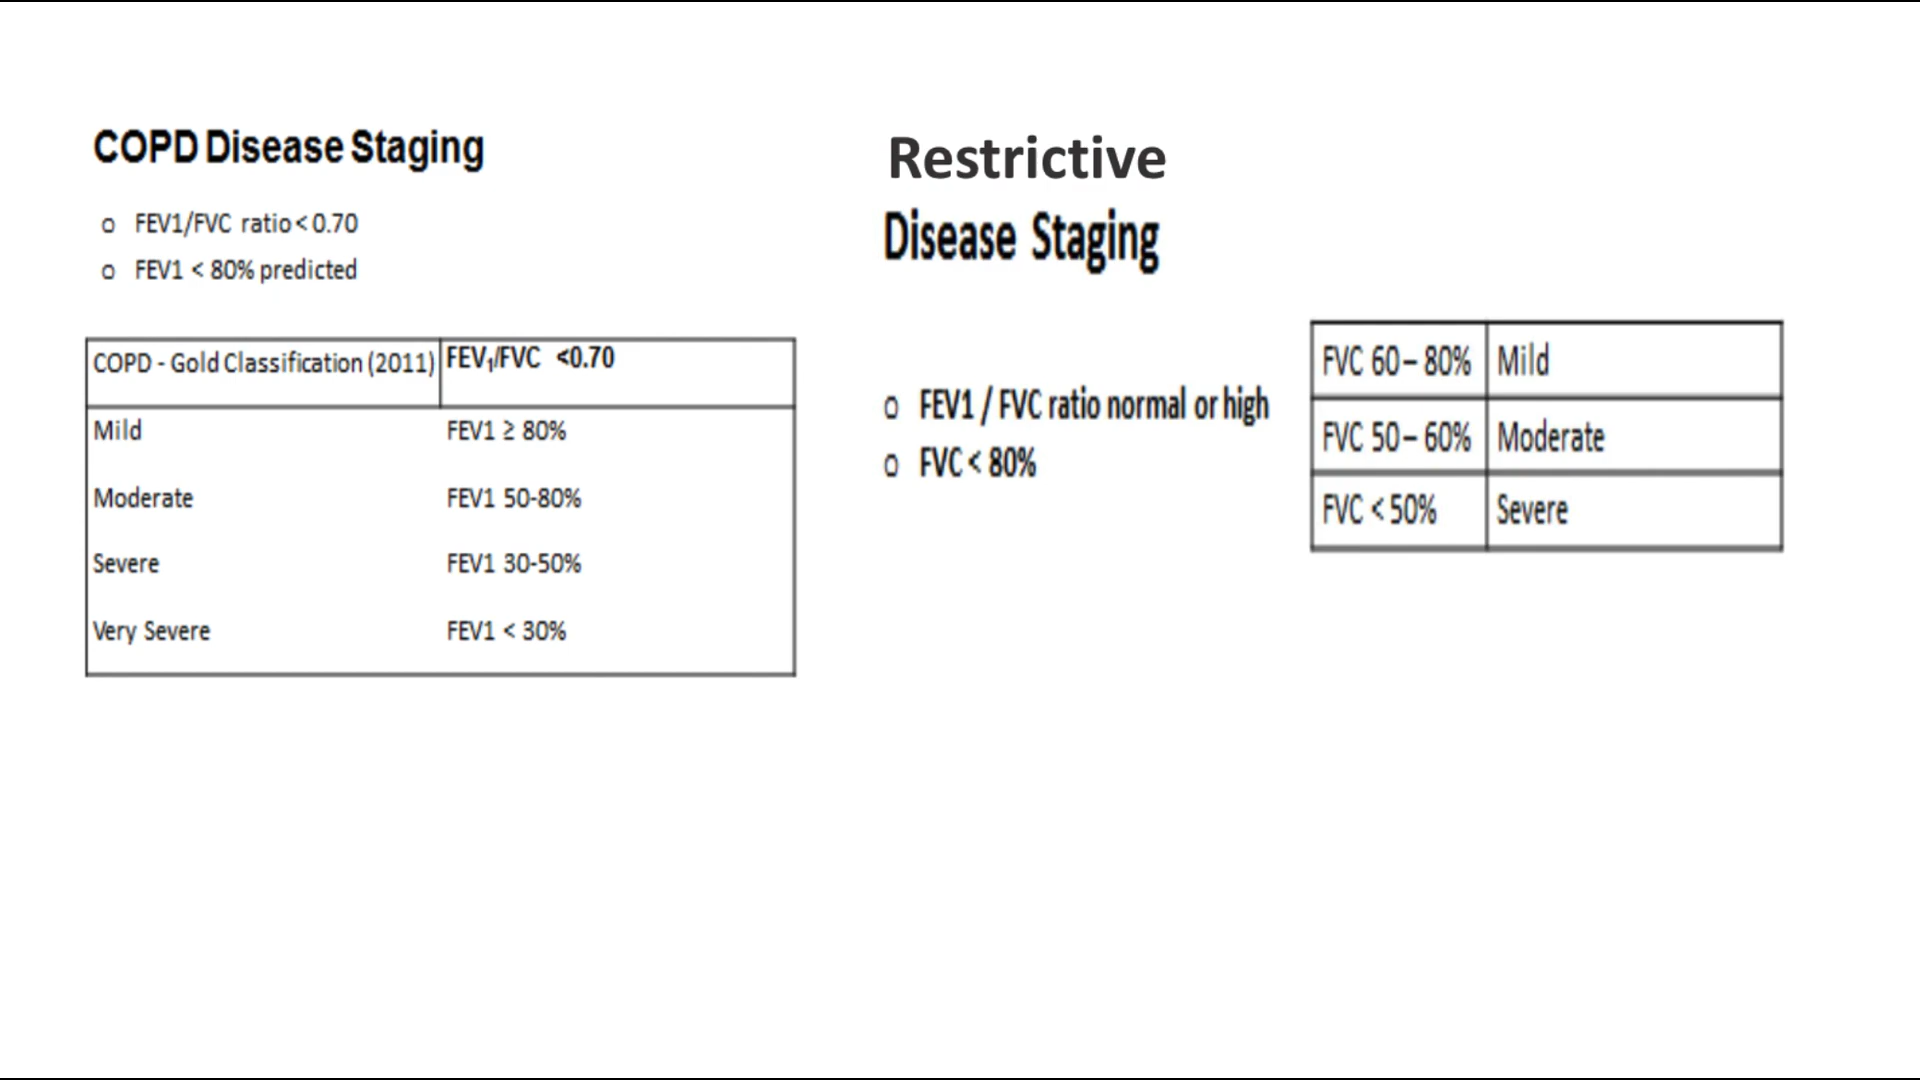 COPD Disease Staging
o FEV1/FVC ratio < 0.70
o FEV1 < 80% predicted
COPD - Gold Classification (2011) FEV₁/FVC <0.70
Mild FEV1 ≥ 80%
Moderate FEV1 50-80%
Severe FEV1 30-50%
Very Severe FEV1 < 30%
Restrictive
Disease Staging
o FEV1 / FVC ratio normal or high
o FVC < 80%
FVC 60 – 80% Mild
FVC 50 – 60% Moderate
FVC < 50% Severe